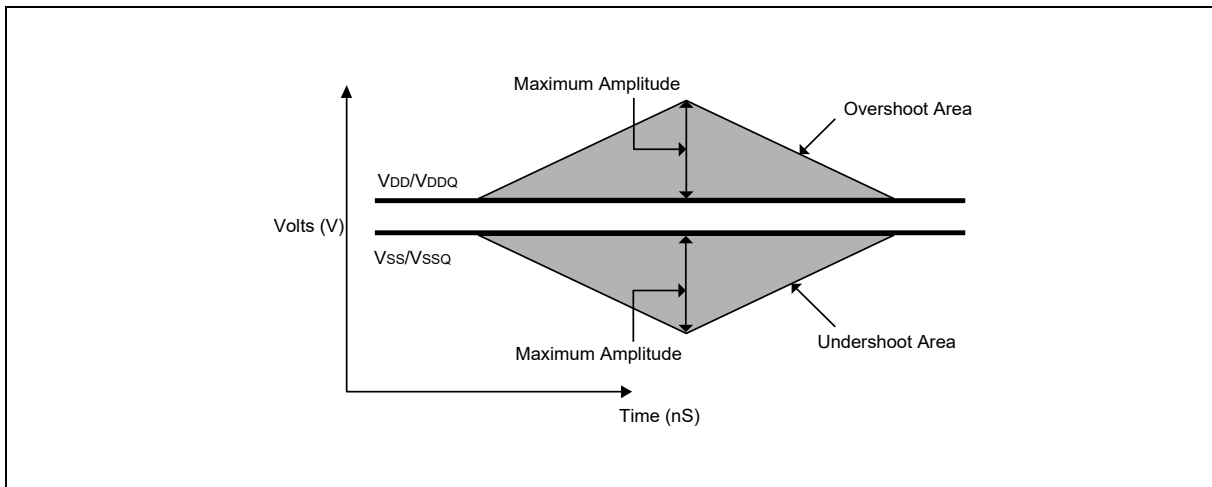 Maximum Amplitude
Overshoot Area
VDD/VDDQ
Volts (V)
VSS/VSSQ
Maximum Amplitude
Undershoot Area
Time (nS)